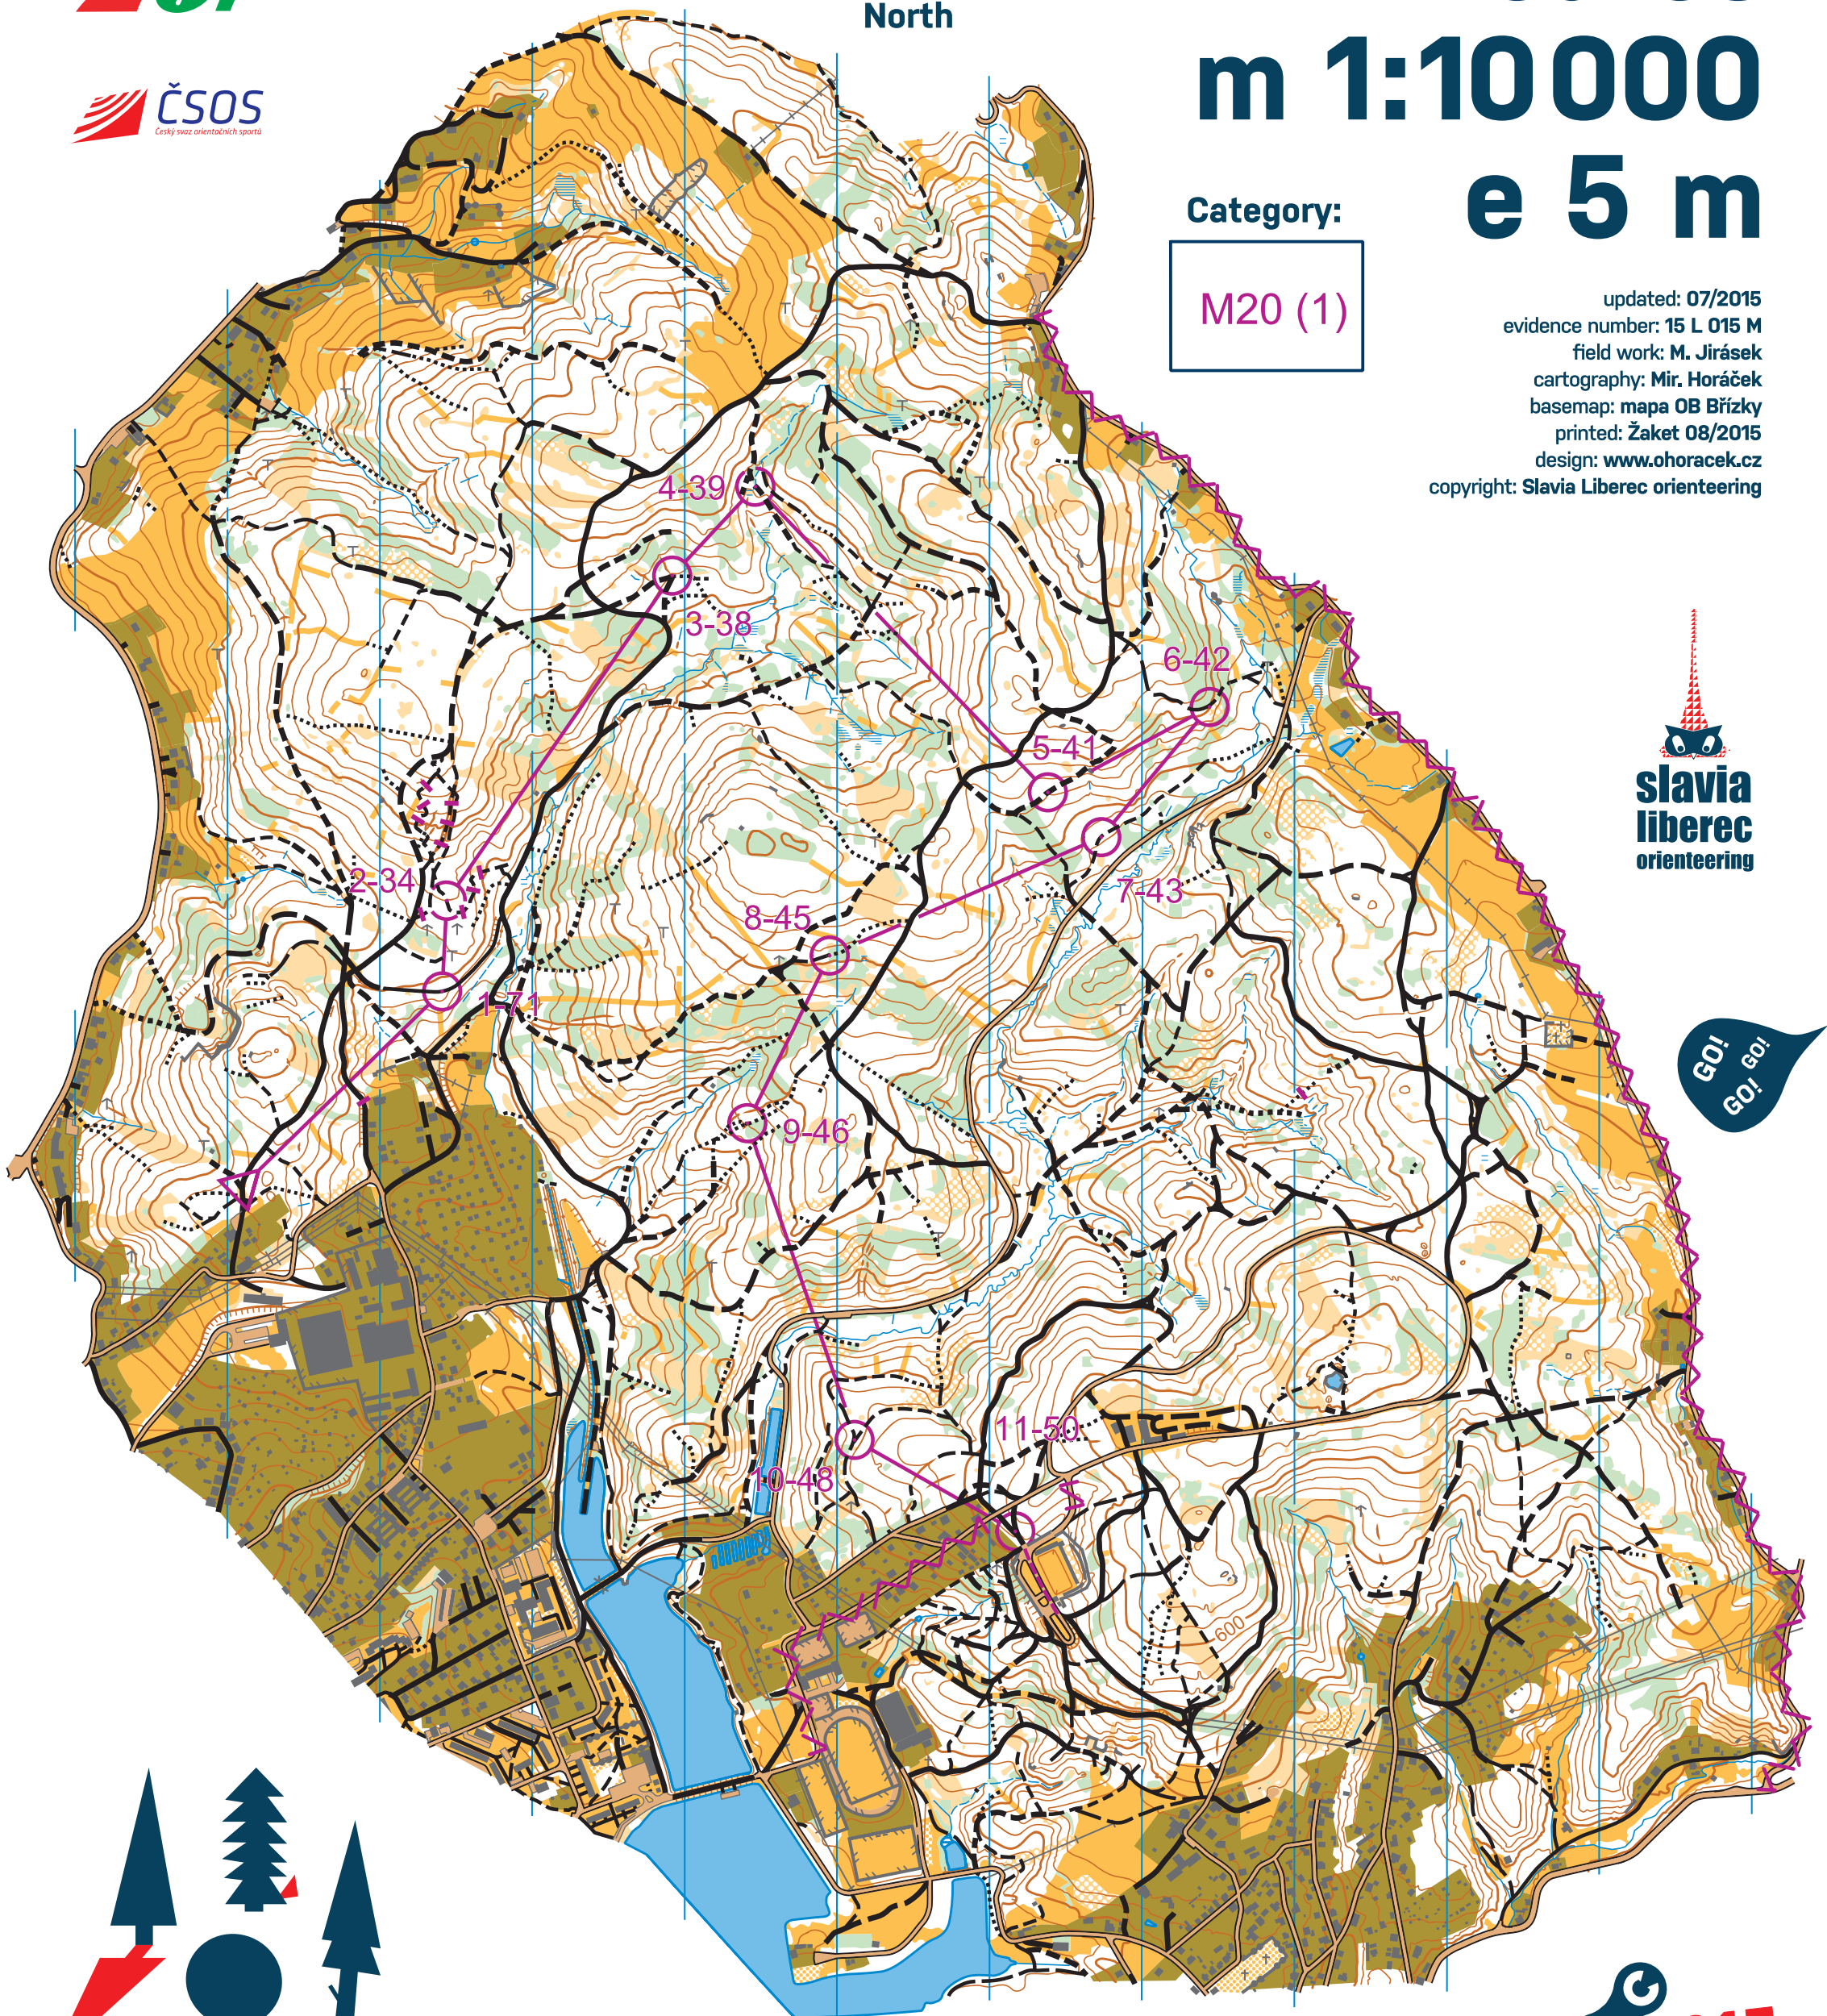 North
m 1:10 000
e 5 m
ČSOS
Český svaz orientačních sportů
Category:
M20 (1)
updated: 07/2015
evidence number: 15 L 015 M
field work: M. Jirásek
cartography: Mir. Horáček
basemap: mapa OB Břízky
printed: Žaket 08/2015
design: www.ohoracek.cz
copyright: Slavia Liberec orienteering
4-39
3-38
6-42
5-41
2-34
7-43
8-45
1-71
9-46
11-50
10-48
600
slavia
liberec
orienteering
GO!
GO!
GO!